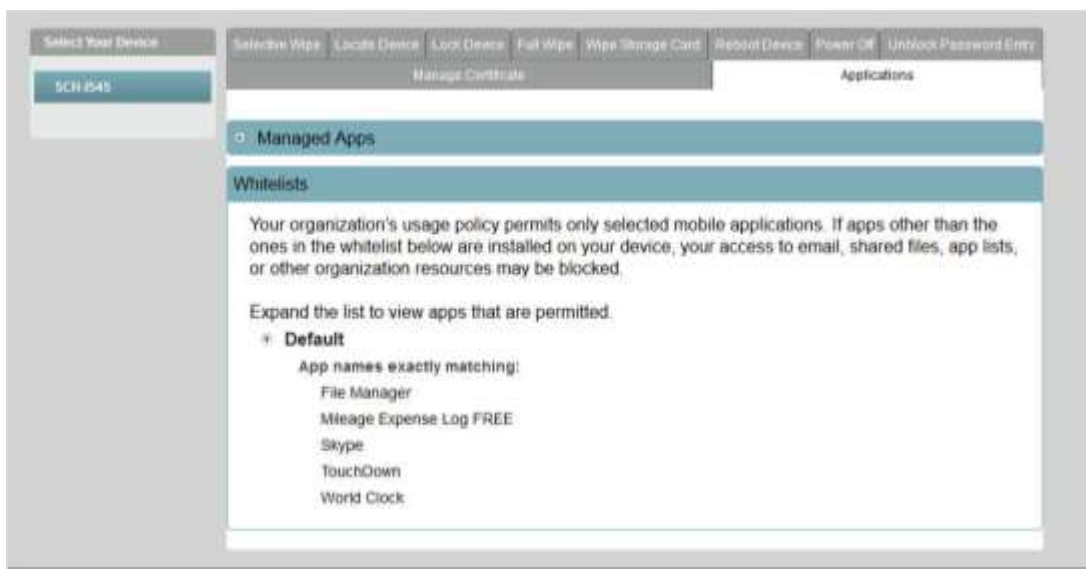 Select Your Device
SCH-I545
Selective Wipe Locate Device Lock Device Full Wipe Wipe Storage Card Reboot Device Power Off Unblock Password Entry
Manage Certificate Applications
Managed Apps
Whitelists
Your organization's usage policy permits only selected mobile applications. If apps other than the
ones in the whitelist below are installed on your device, your access to email, shared files, app lists,
or other organization resources may be blocked.
Expand the list to view apps that are permitted.
Default
App names exactly matching:
File Manager
Mileage Expense Log FREE
Skype
TouchDown
World Clock